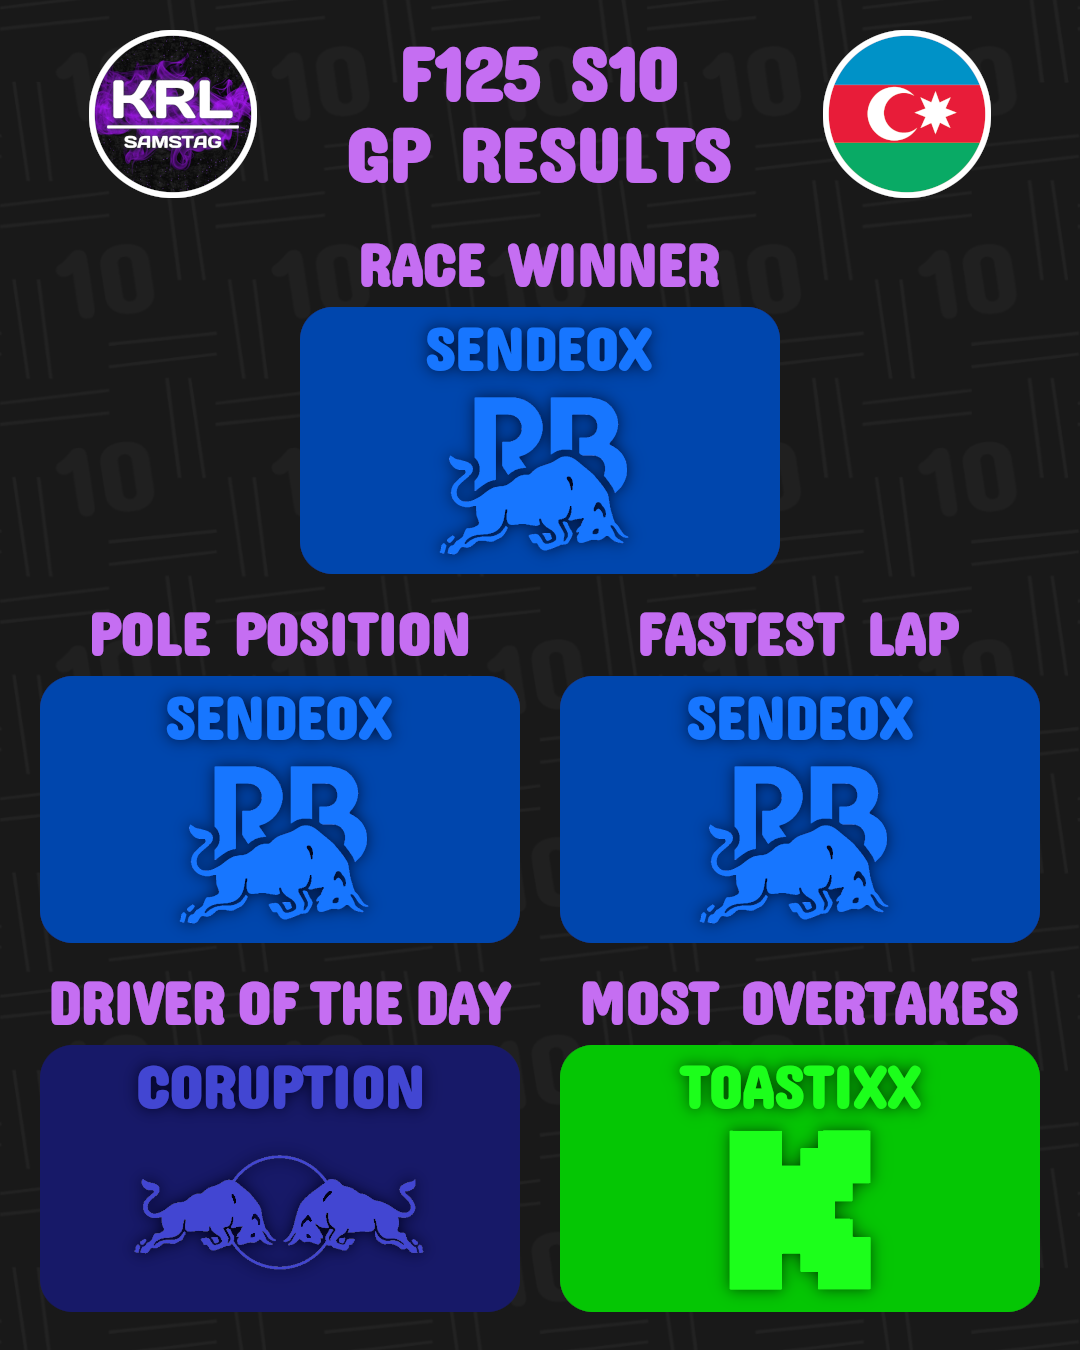 KRL
SAMSTAG
F125 S10
GP RESULTS
RACE WINNER
SENDEOX
RB
POLE POSITION
FASTEST LAP
SENDEOX
SENDEOX
RB
RB
DRIVER OF THE DAY
MOST OVERTAKES
CORUPTION
TOASTIXX
K